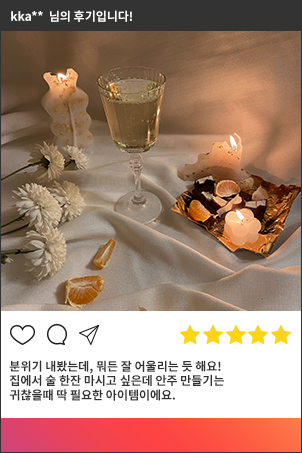 kka** 님의 후기입니다!
분위기 내봤는데, 뭐든 잘 어울리는 듯 해요!
집에서 술 한잔 마시고 싶은데 안주 만들기는
귀찮을때 딱 필요한 아이템이에요.